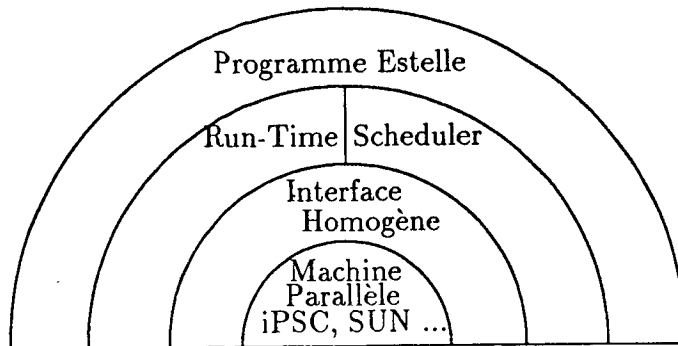 Programme Estelle
Run-Time Scheduler
Interface
Homogène
Machine
Parallèle
iPSC, SUN ...